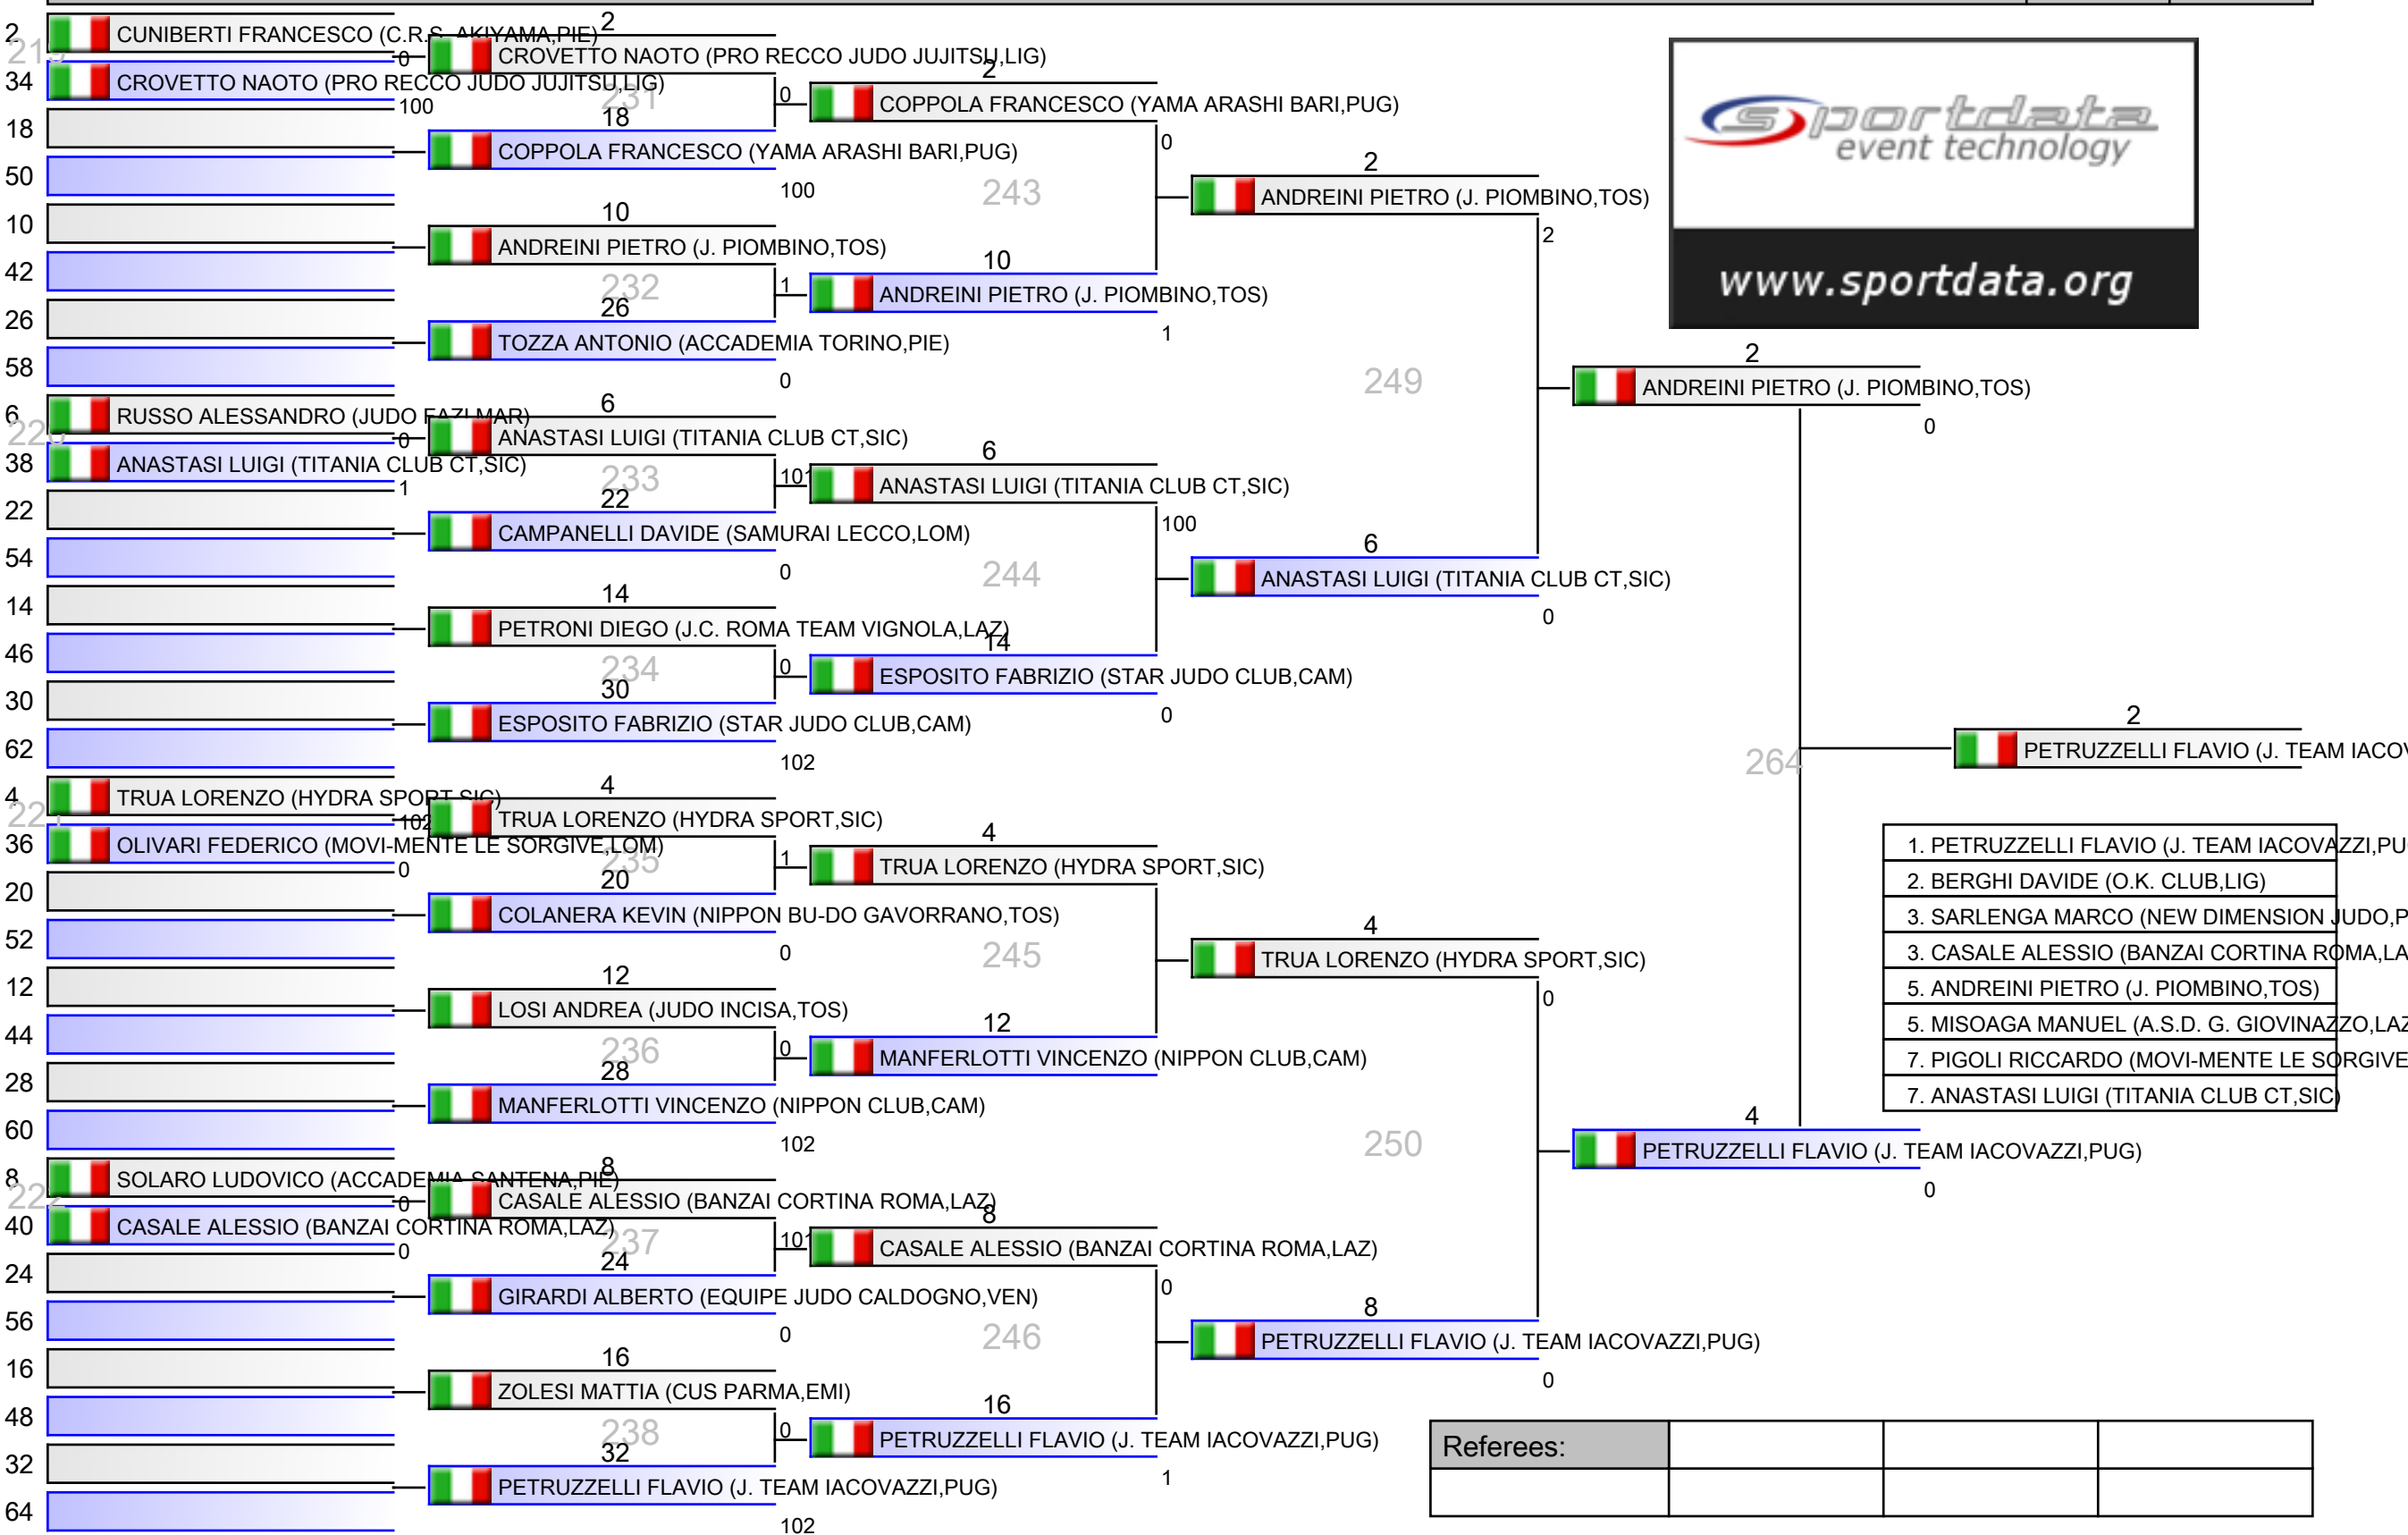 2 CUNIBERTI FRANCESCO (C.R.S. AKIYAMA,PIE)
0
34 CROVETTO NAOTO (PRO RECCO JUDO JUJITSU,LIG)
100
18
50
10
42
26
58
6 RUSSO ALESSANDRO (JUDO FAZI,MAR)
0
38 ANASTASI LUIGI (TITANIA CLUB CT,SIC)
1
22
54
14
46
30
62
4 TRUA LORENZO (HYDRA SPORT,SIC)
102
36 OLIVARI FEDERICO (MOVI-MENTE LE SORGIVE,LOM)
0
20
52
12
44
28
60
8 SOLARO LUDOVICO (ACCADEMIA SANTENA,PIE)
0
40 CASALE ALESSIO (BANZAI CORTINA ROMA,LAZ)
0
24
56
16
48
32
64
2
CROVETTO NAOTO (PRO RECCO JUDO JUJITSU,LIG)
0
231
18
COPPOLA FRANCESCO (YAMA ARASHI BARI,PUG)
100
10
ANDREINI PIETRO (J. PIOMBINO,TOS)
1
232
26
TOZZA ANTONIO (ACCADEMIA TORINO,PIE)
0
6
ANASTASI LUIGI (TITANIA CLUB CT,SIC)
101
233
22
CAMPANELLI DAVIDE (SAMURAI LECCO,LOM)
0
14
PETRONI DIEGO (J.C. ROMA TEAM VIGNOLA,LAZ)
0
234
30
ESPOSITO FABRIZIO (STAR JUDO CLUB,CAM)
102
4
TRUA LORENZO (HYDRA SPORT,SIC)
1
235
20
COLANERA KEVIN (NIPPON BU-DO GAVORRANO,TOS)
0
12
LOSI ANDREA (JUDO INCISA,TOS)
0
236
28
MANFERLOTTI VINCENZO (NIPPON CLUB,CAM)
102
8
CASALE ALESSIO (BANZAI CORTINA ROMA,LAZ)
101
237
24
GIRARDI ALBERTO (EQUIPE JUDO CALDOGNO,VEN)
0
16
ZOLESI MATTIA (CUS PARMA,EMI)
0
238
32
PETRUZZELLI FLAVIO (J. TEAM IACOVAZZI,PUG)
102
2
COPPOLA FRANCESCO (YAMA ARASHI BARI,PUG)
0
243
10
ANDREINI PIETRO (J. PIOMBINO,TOS)
1
6
ANASTASI LUIGI (TITANIA CLUB CT,SIC)
100
244
14
ESPOSITO FABRIZIO (STAR JUDO CLUB,CAM)
0
4
TRUA LORENZO (HYDRA SPORT,SIC)
245
12
MANFERLOTTI VINCENZO (NIPPON CLUB,CAM)
8
CASALE ALESSIO (BANZAI CORTINA ROMA,LAZ)
0
246
16
PETRUZZELLI FLAVIO (J. TEAM IACOVAZZI,PUG)
1
2
ANDREINI PIETRO (J. PIOMBINO,TOS)
2
249
6
ANASTASI LUIGI (TITANIA CLUB CT,SIC)
0
4
TRUA LORENZO (HYDRA SPORT,SIC)
0
250
8
PETRUZZELLI FLAVIO (J. TEAM IACOVAZZI,PUG)
0
2
ANDREINI PIETRO (J. PIOMBINO,TOS)
0
264
4
PETRUZZELLI FLAVIO (J. TEAM IACOVAZZI,PUG)
0
2
PETRUZZELLI FLAVIO (J. TEAM
sportdata
event technology
www.sportdata.org
1. PETRUZZELLI FLAVIO (J. TEAM IACOVAZZI,PU
2. BERGHI DAVIDE (O.K. CLUB,LIG)
3. SARLENGA MARCO (NEW DIMENSION JUDO,P
3. CASALE ALESSIO (BANZAI CORTINA ROMA,LA
5. ANDREINI PIETRO (J. PIOMBINO,TOS)
5. MISOAGA MANUEL (A.S.D. G. GIOVINAZZO,LAZ
7. PIGOLI RICCARDO (MOVI-MENTE LE SORGIVE
7. ANASTASI LUIGI (TITANIA CLUB CT,SIC)
Referees: